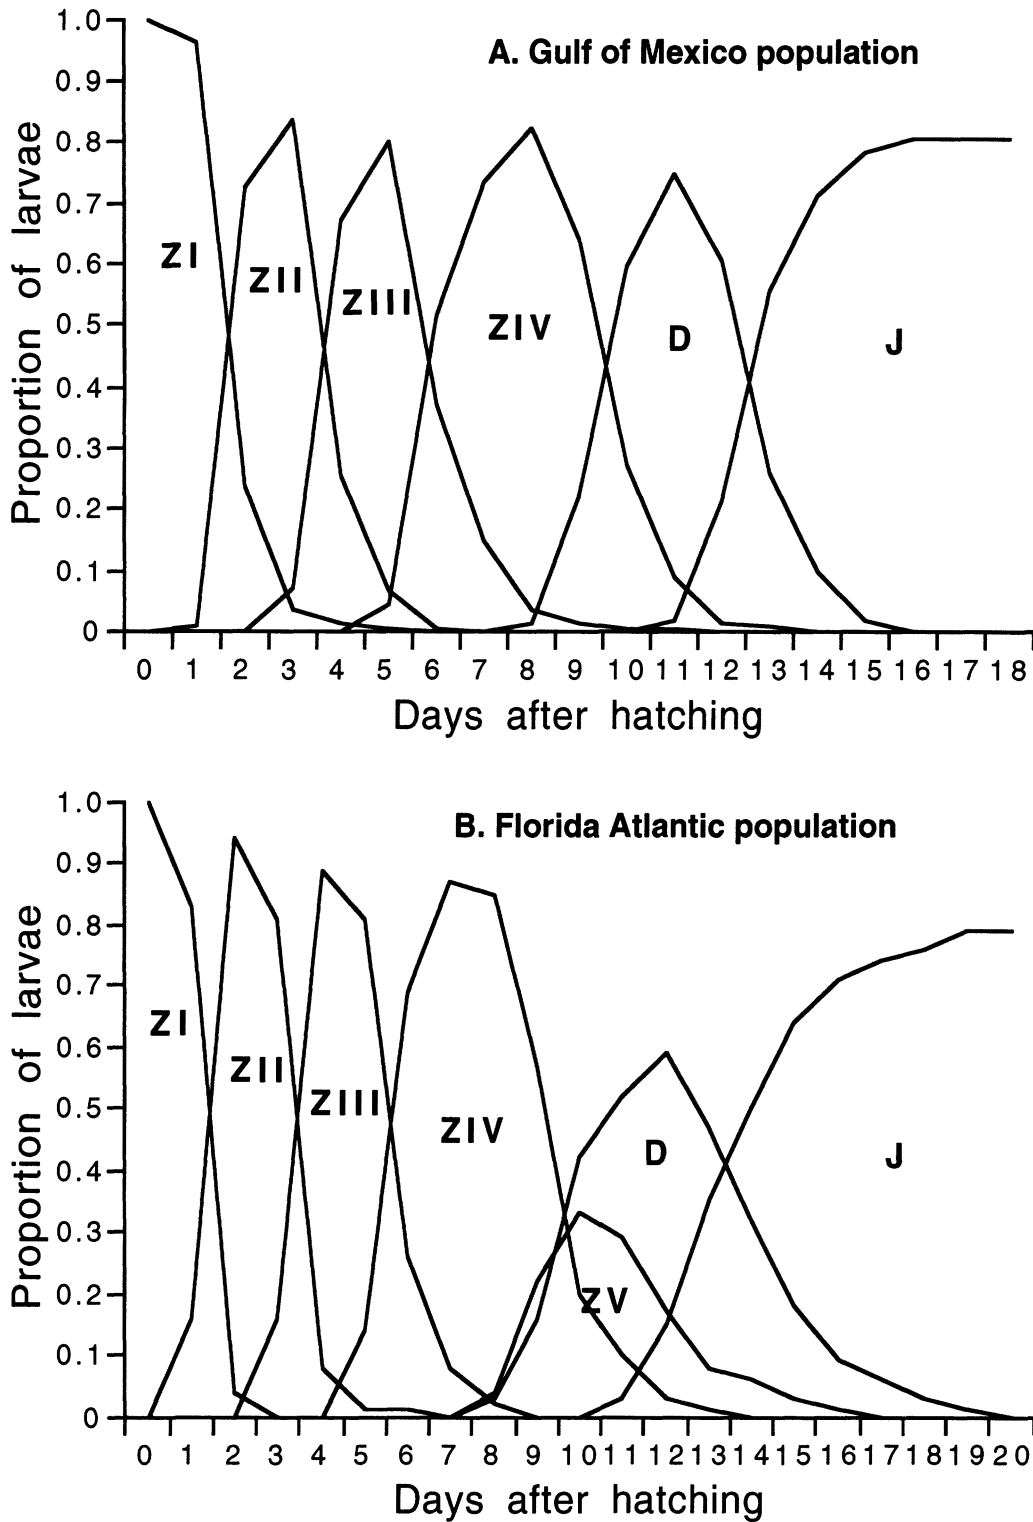 A. Gulf of Mexico population
1.0
0.9
0.8
0.7
0.6
0.5
0.4
0.3
0.2
0.1
0
Proportion of larvae
ZI
ZII
ZIII
ZIV
D
J
0 1 2 3 4 5 6 7 8 9 10 11 12 13 14 15 16 17 18
Days after hatching
B. Florida Atlantic population
1.0
0.9
0.8
0.7
0.6
0.5
0.4
0.3
0.2
0.1
0
Proportion of larvae
ZI
ZII
ZIII
ZIV
D
J
ZV
0 1 2 3 4 5 6 7 8 9 10 11 12 13 14 15 16 17 18 19 20
Days after hatching